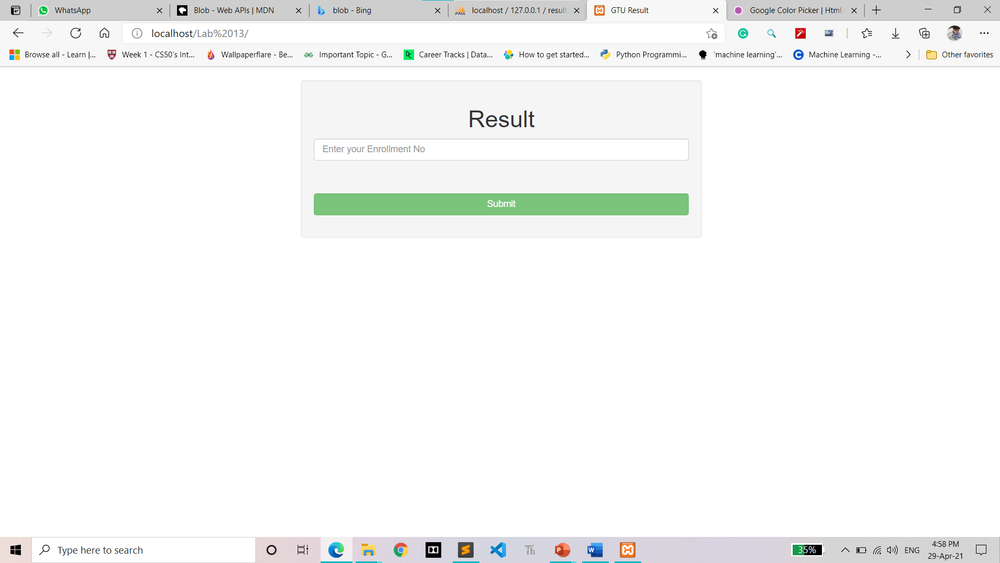 WhatsApp
Blob - Web APIs | MDN
blob - Bing
localhost / 127.0.0.1 / result
GTU Result
Google Color Picker | Html
localhost/Lab%2013/
Browse all - Learn |...
Week 1 - CS50's Int...
Wallpaperflare - Be...
Important Topic - G...
Career Tracks | Data...
How to get started...
Python Programmi...
'machine learning'...
Machine Learning -...
Other favorites
Result
Enter your Enrollment No
Submit
Type here to search
35%
ENG
4:58 PM
29-Apr-21